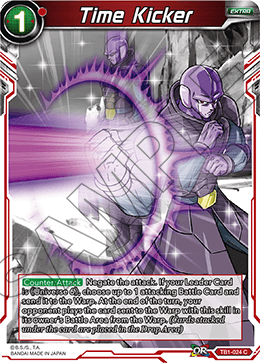 1
Time Kicker
EXTRA
SAMPLE
Counter: Attack Negate the attack. If your Leader Card
is ‹Universe 6›, choose up to 1 attacking Battle Card and
send it to the Warp. At the end of the turn, your
opponent plays the card sent to the Warp with this skill in
its owner's Battle Area from the Warp. (Cards stacked
under the card are placed in the Drop Area)
©B.S./S., T.A.
BANDAI MADE IN JAPAN
TB1-024 C